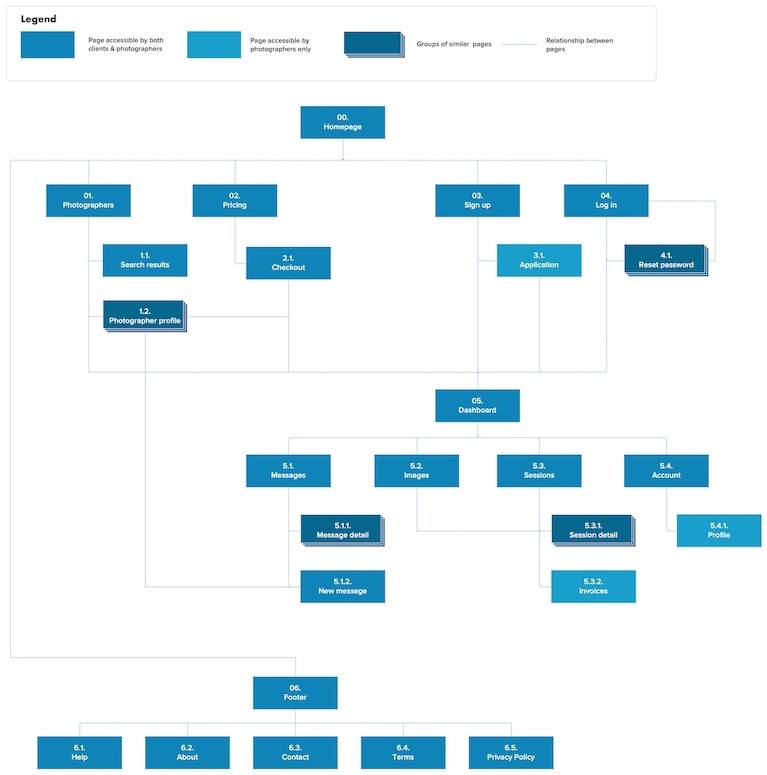 Legend
Page accessible by both
clients & photographers
Page accessible by
photographers only
Groups of similar pages
Relationship between
pages
00.
Homepage
01.
Photographers
02.
Pricing
03.
Sign up
04.
Log in
1.1.
Search results
2.1.
Checkout
3.1.
Application
4.1.
Reset password
1.2.
Photographer profile
05.
Dashboard
5.1.
Messages
5.2.
Images
5.3.
Sessions
5.4.
Account
5.1.1.
Message detail
5.3.1.
Session detail
5.4.1.
Profile
5.1.2.
New message
5.3.2.
Invoices
06.
Footer
6.1.
Help
6.2.
About
6.3.
Contact
6.4.
Terms
6.5.
Privacy Policy